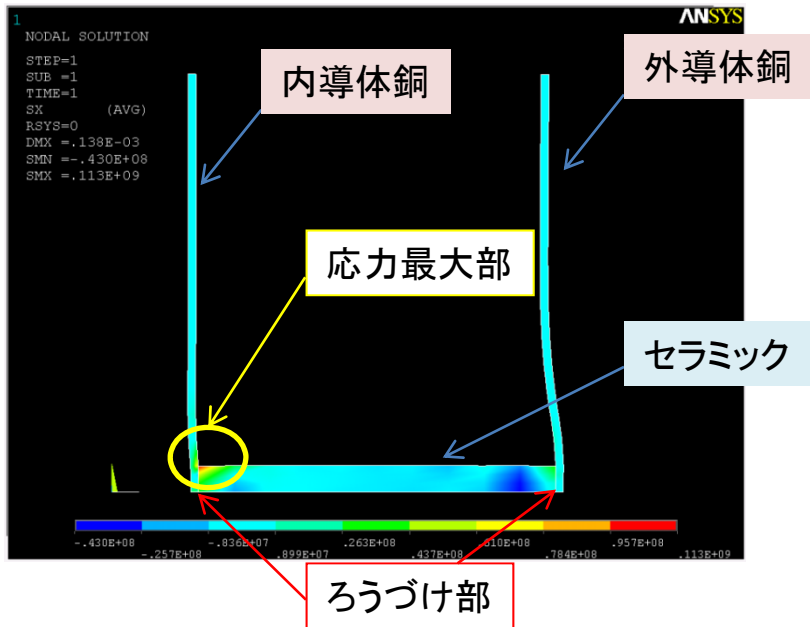 1
ANSYS
NODAL SOLUTION
STEP=1
SUB =1
TIME=1
SX (AVG)
RSYS=0
DMX =.138E-03
SMN =-.430E+08
SMX =.113E+09
内導体銅
外導体銅
応力最大部
セラミック
-.430E+08 -.836E+07 .263E+08 .610E+08 .957E+08
-.257E+08 .899E+07 .437E+08 .784E+08 .113E+09
ろうづけ部